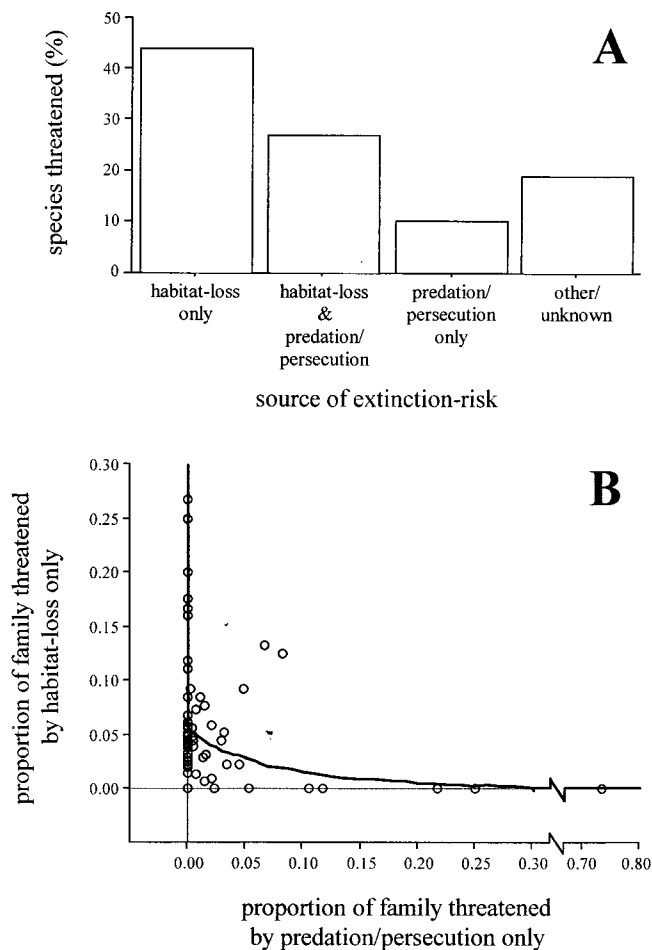 A
species threatened (%)
50
40
30
20
10
0
habitat-loss
only
habitat-loss
&
predation/
persecution
predation/
persecution
only
other/
unknown
source of extinction-risk
B
proportion of family threatened
by habitat-loss only
0.30
0.25
0.20
0.15
0.10
0.05
0.00
0.00 0.05 0.10 0.15 0.20 0.25 0.30 0.70 0.80
proportion of family threatened
by predation/persecution only